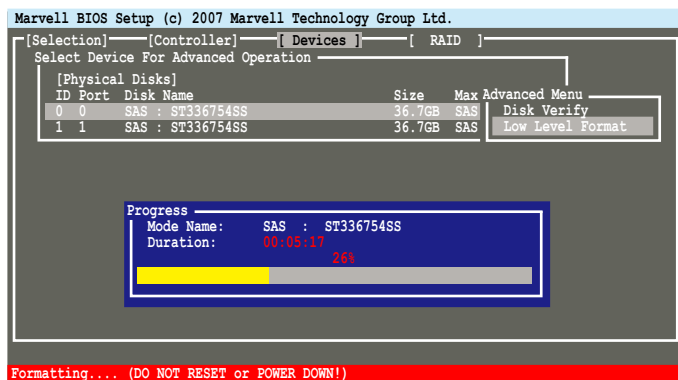 Marvell BIOS Setup (c) 2007 Marvell Technology Group Ltd.
[Selection] [Controller] [ Devices ] [ RAID ]
Select Device For Advanced Operation
[Physical Disks]
ID Port Disk Name Size Max
0 0 SAS : ST336754SS 36.7GB SAS
1 1 SAS : ST336754SS 36.7GB SAS
Advanced Menu
Disk Verify
Low Level Format
Progress
Mode Name: SAS : ST336754SS
Duration: 00:05:17
26%
Formatting.... (DO NOT RESET or POWER DOWN!)